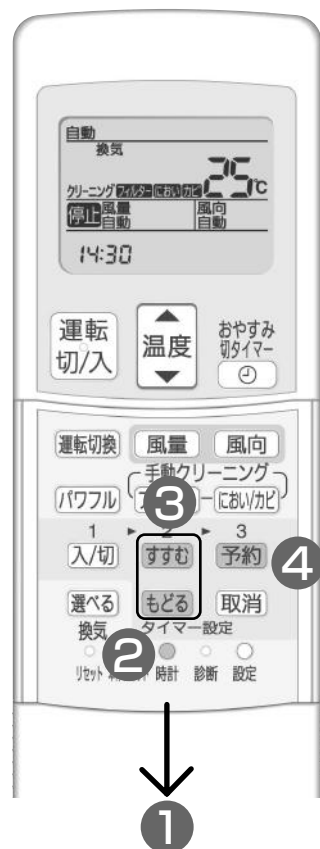 自動
換気
25℃
クリーニング フィルター におい カビ
停止 風量 自動 風向 自動
14:30
運転 切/入
温度
おやすみ
切タイマー
運転切換 風量 風向
手動クリーニング
パワフル 3 におい/カビ
1 2 3
入/切 すすむ 予約 4
選べる もどる 取消
換気 タイマー設定
2
リセット 時計 診断 設定
1